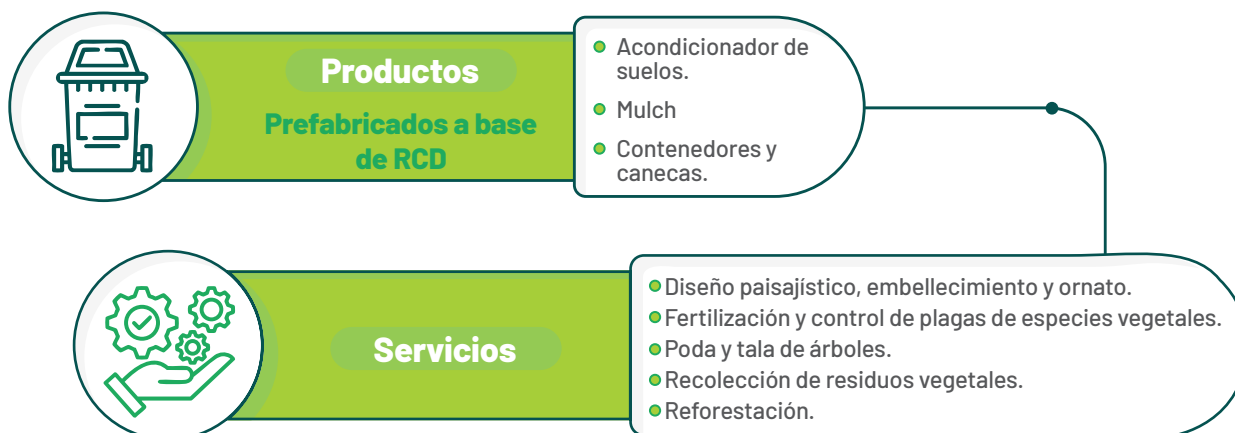 Productos
Prefabricados a base
de RCD
Acondicionador de
suelos.
Mulch
Contenedores y
canecas.
Servicios
Diseño paisajístico, embellecimiento y ornato.
Fertilización y control de plagas de especies vegetales.
Poda y tala de árboles.
Recolección de residuos vegetales.
Reforestación.